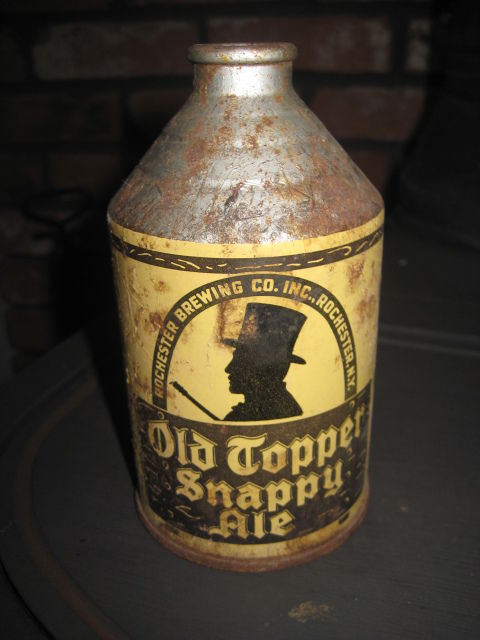 ROCHESTER BREWING CO. INC., ROCHESTER, N.Y.
Old Topper
Snappy
Ale